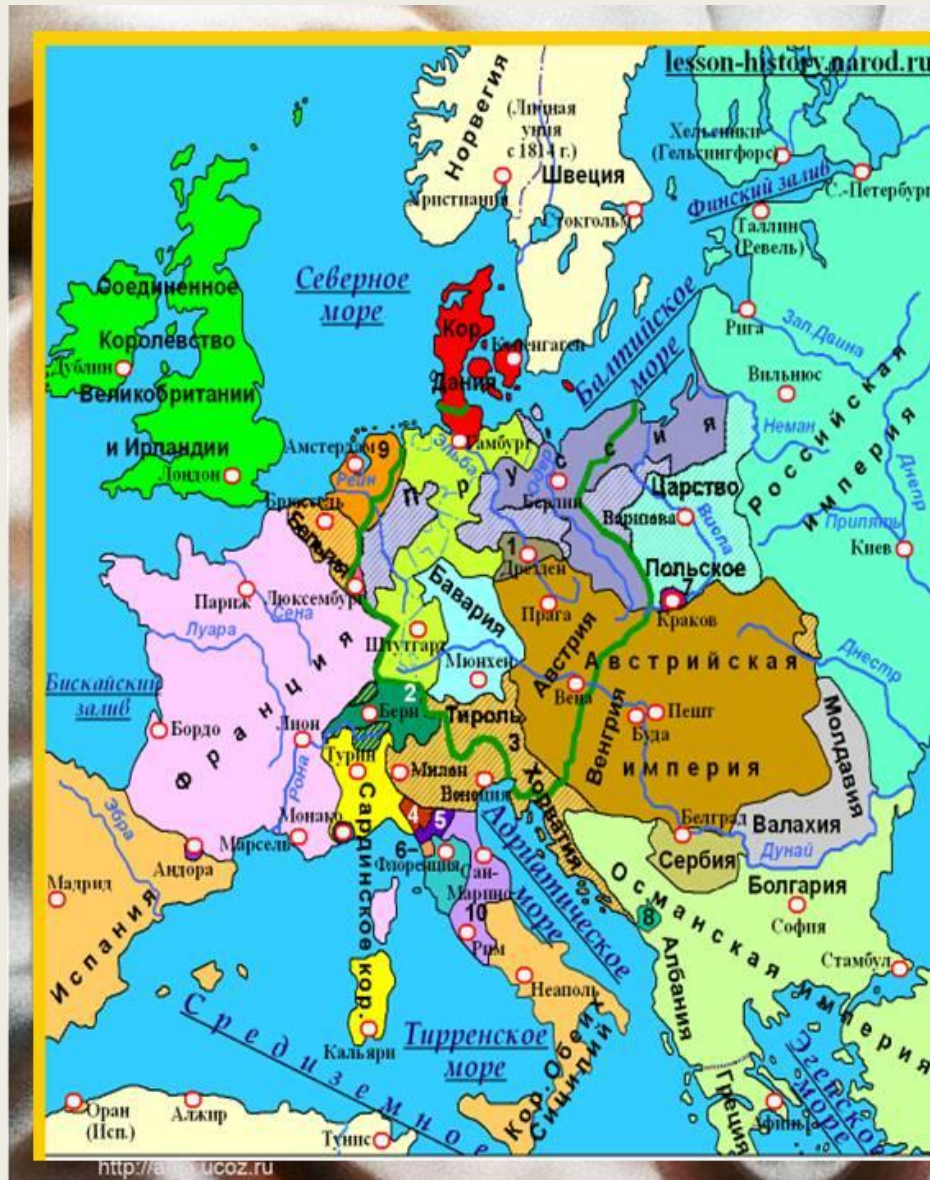 lesson-history.narod.ru
Норвегия
(Личная
уния
с 1814 г.)
Швеция
Христиания
Стокгольм
Хельсинки
(Гельсингфорс)
Финский залив
С.-Петербург
Таллин
(Ревель)
Северное
море
Балтийское
море
Рига
Зап.Двина
Соединенное
Королевство
Великобритании
и Ирландии
Дублин
Лондон
Кор.
Дания
Копенгаген
Вильнюс
Неман
Российская
империя
Днепр
Припять
Киев
Амстердам
9
Рейн
Гамбург
Эльба
Пруссия
Одер
Берлин
Царство
Варшава
Висла
Польское
7
Краков
Брюссель
Бельгия
Люксембург
1
Дрезден
Прага
Париж
Сена
Луара
Франция
Бавария
Штутгарт
Мюнхен
Австрия
Австрийская
империя
Вена
Венгрия
Пешт
Буда
Днестр
Молдавия
Бискайский
залив
Бордо
Лион
Рона
2
Берн
Тироль
3
Турин
Милан
Венеция
Хорватия
Белград
Валахия
Сербия
Дунай
Болгария
София
Эбра
Монако
Марсель
Андора
Мадрид
Испания
Сардинское кор.
4
5
6–
Флоренция
Сан-
Марино
10
Рим
Адриатическое
море
8
Османская империя
Албания
Стамбул
Неаполь
Кальяри
Тирренское
море
Кор. Обеих
Сицилий
Средиземное
Эгейское
море
Греция
Афины
Оран
(Исп.)
Алжир
Тунис